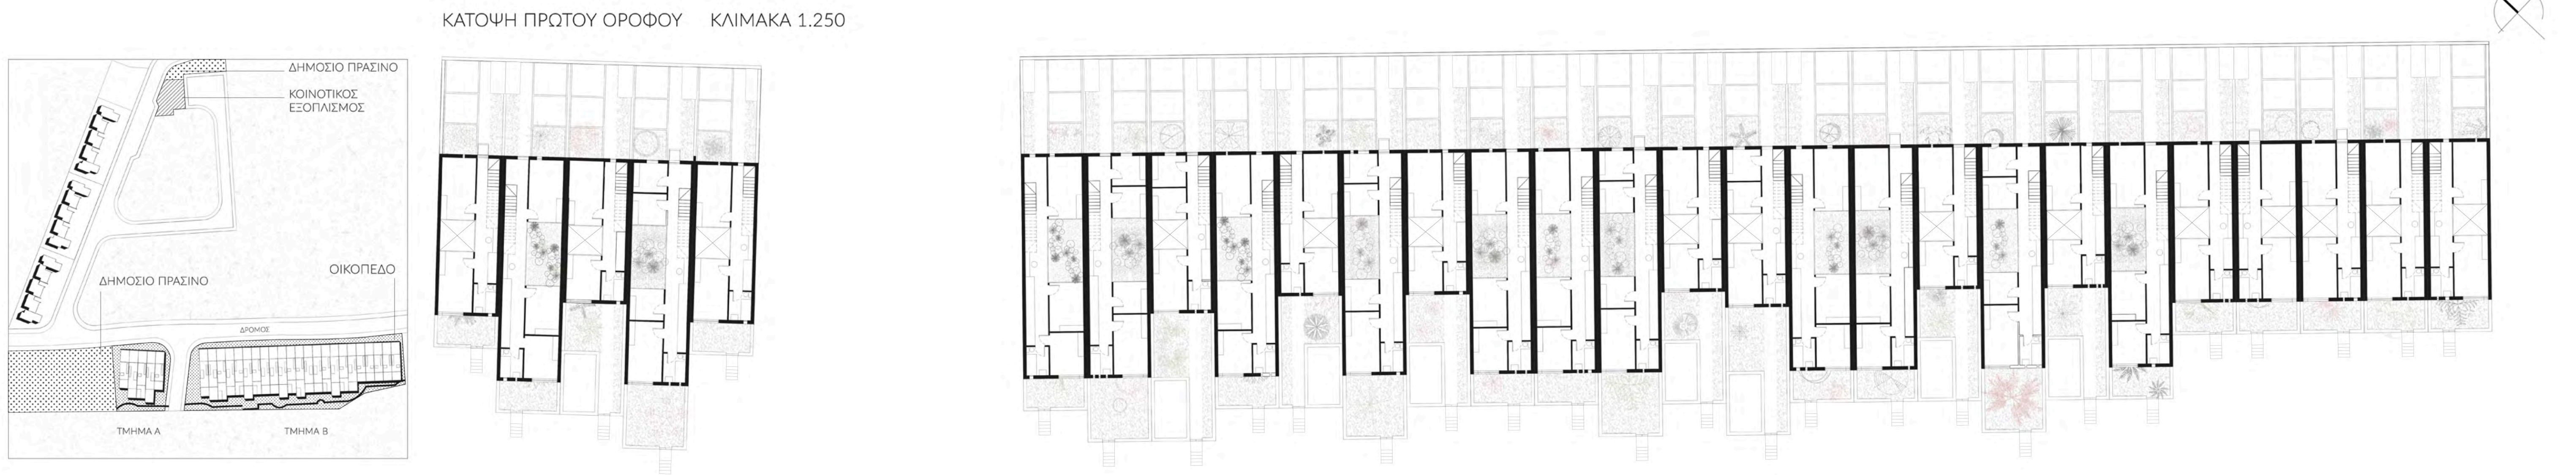 ΚΑΤΟΨΗ ΠΡΩΤΟΥ ΟΡΟΦΟΥ ΚΛΙΜΑΚΑ 1.250
ΔΗΜΟΣΙΟ ΠΡΑΣΙΝΟ
ΚΟΙΝΟΤΙΚΟΣ
ΕΞΟΠΛΙΣΜΟΣ
ΟΙΚΟΠΕΔΟ
ΔΗΜΟΣΙΟ ΠΡΑΣΙΝΟ
ΔΡΟΜΟΣ
ΤΜΗΜΑ Α
ΤΜΗΜΑ Β